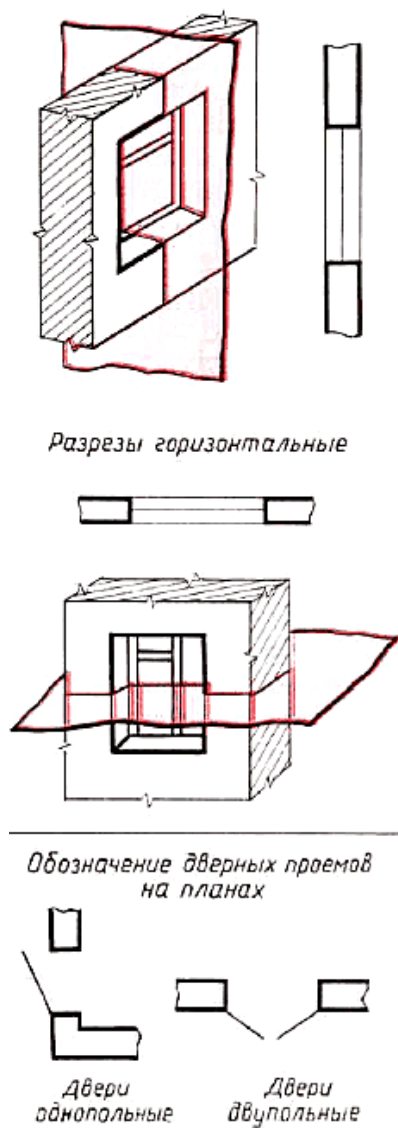 Разрезы горизонтальные
Обозначение дверных проемов
на планах
Двери
однопольные
Двери
двупольные